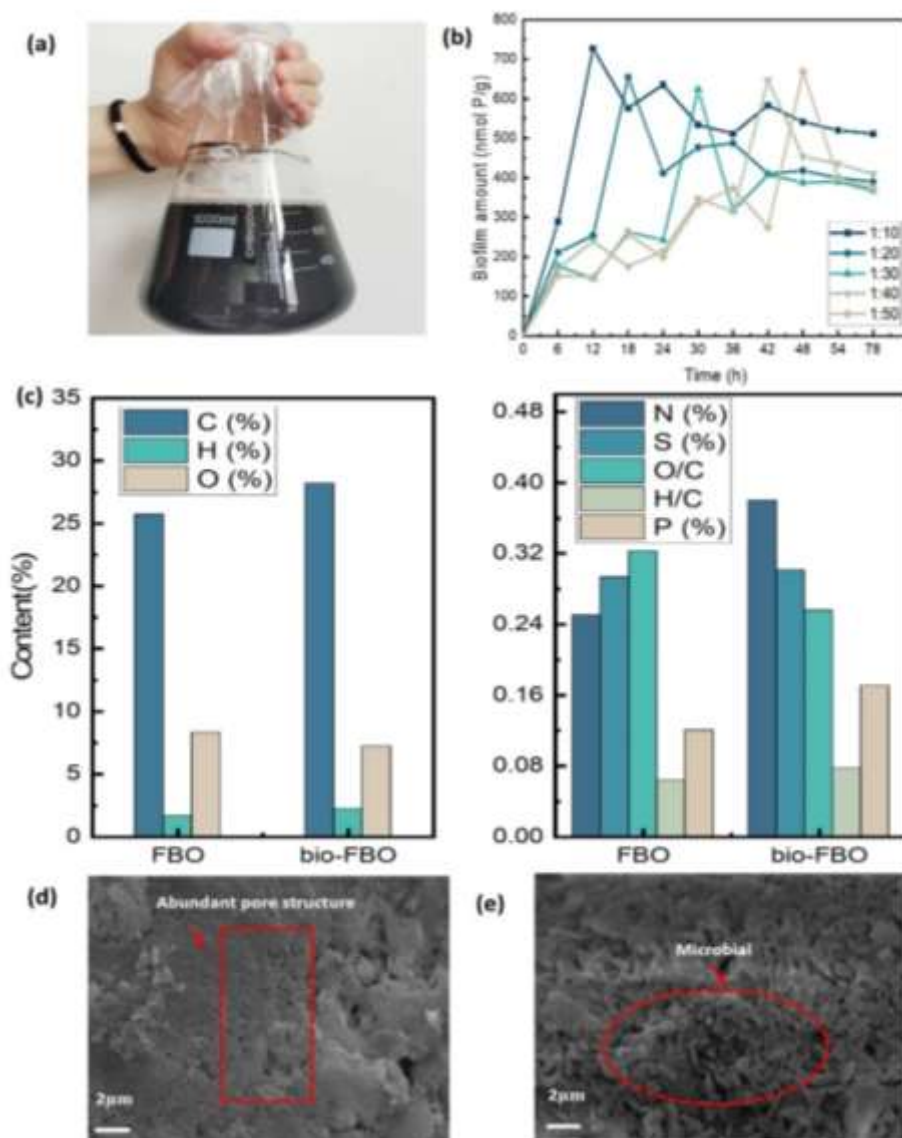 (a)
1000ml
(b)
Biofilm amount (nmol P/g)
800
700
600
500
400
300
200
100
0
0 6 12 18 24 30 36 42 48 54 78
Time (h)
1:10
1:20
1:30
1:40
1:50
(c)
Content(%)
35
30
25
20
15
10
5
0
C (%)
H (%)
O (%)
FBO bio-FBO
0.48
0.40
0.32
0.24
0.16
0.08
0.00
N (%)
S (%)
O/C
H/C
P (%)
FBO bio-FBO
(d)
Abundant pore structure
2μm
(e)
Microbial
2μm